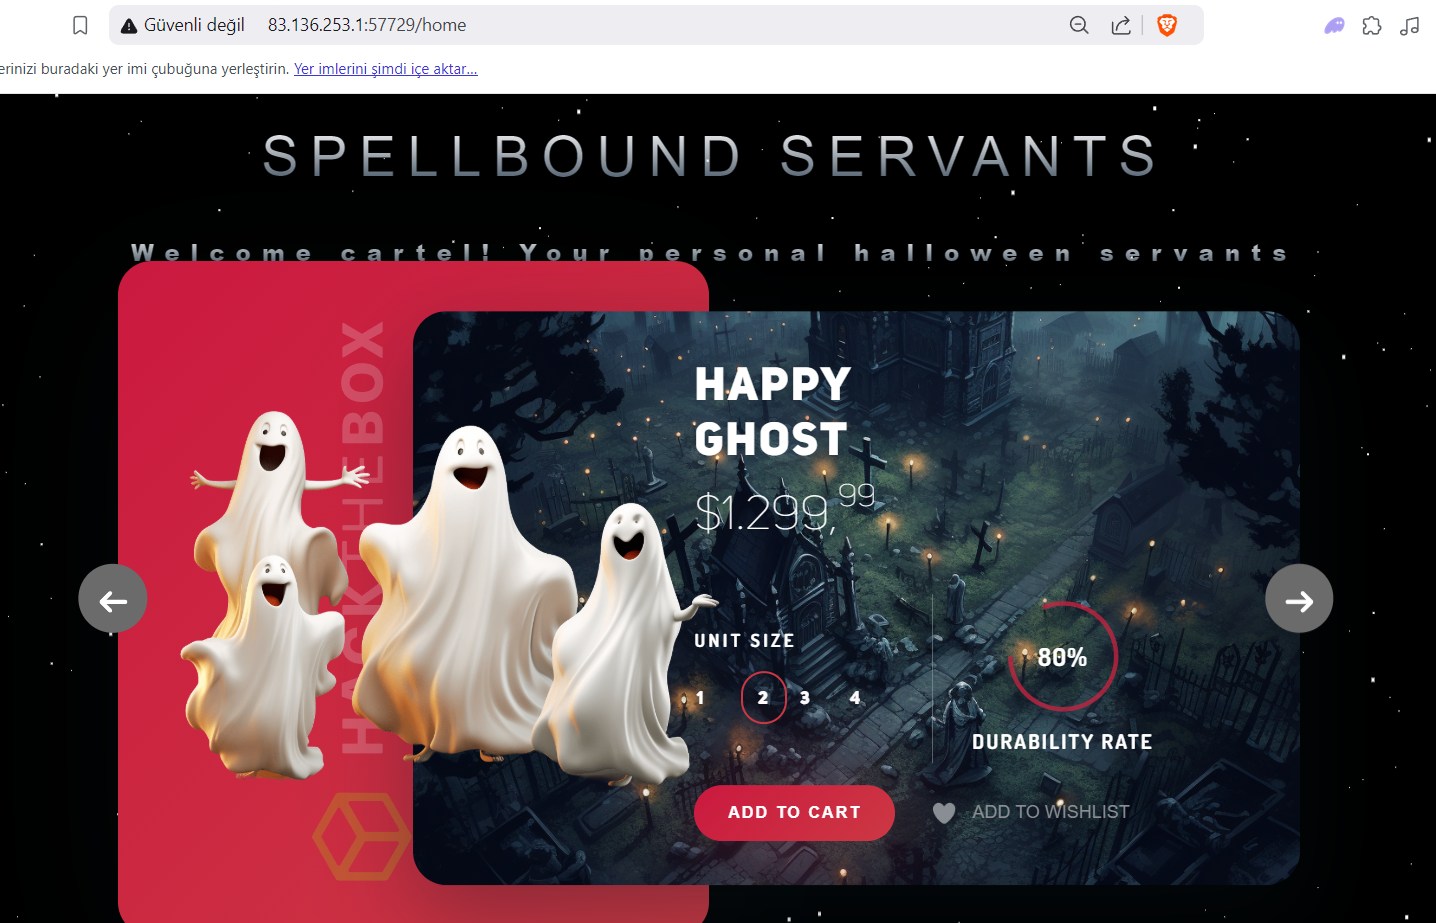 Güvenli değil 83.136.253.1:57729/home
erinizi buradaki yer imi çubuğuna yerleştirin. Yer imlerini şimdi içe aktar...
SPELLBOUND SERVANTS
Welcome cartel! Your personal halloween servants
HACKTHEBOX
HAPPY
GHOST
$1.299,99
UNIT SIZE
1 2 3 4
80%
DURABILITY RATE
ADD TO CART
ADD TO WISHLIST